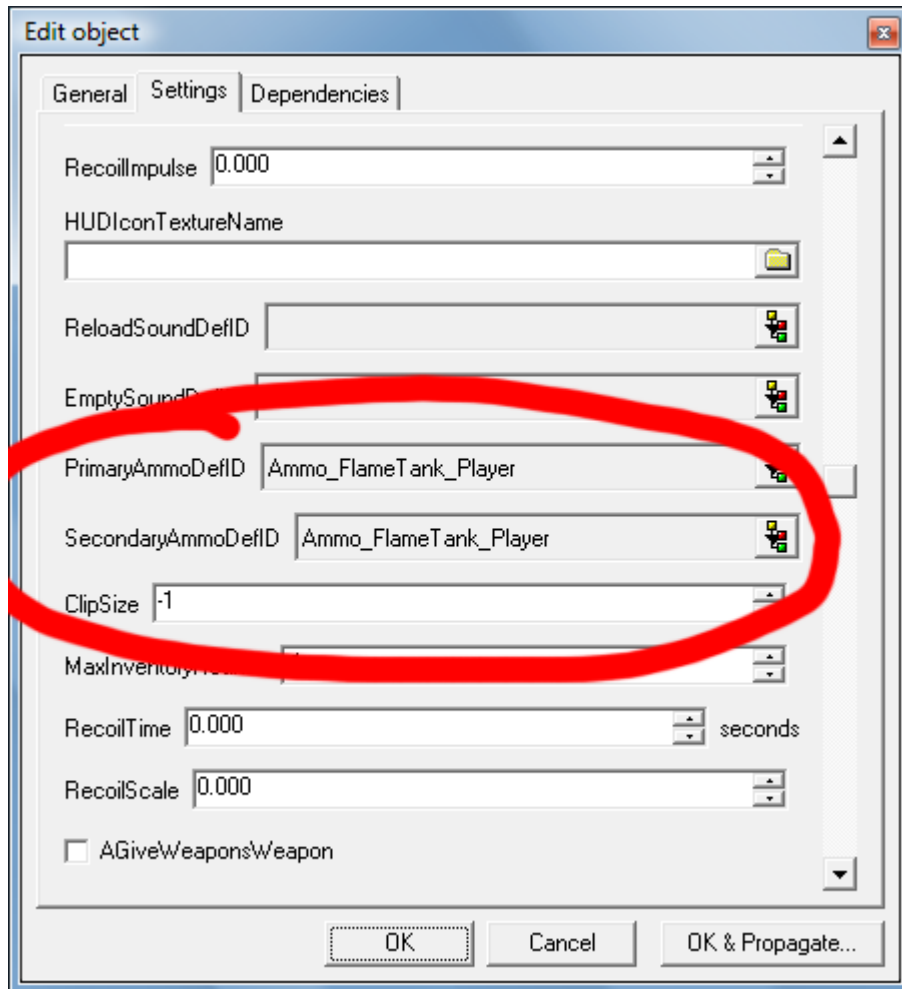 Edit object
General Settings Dependencies
RecoilImpulse 0.000
HUDIconTextureName
ReloadSoundDefID
PrimaryAmmoDefID Ammo_FlameTank_Player
SecondaryAmmoDefID Ammo_FlameTank_Player
ClipSize -1
RecoilTime 0.000 seconds
RecoilScale 0.000
AGiveWeaponsWeapon
OK Cancel OK & Propagate...